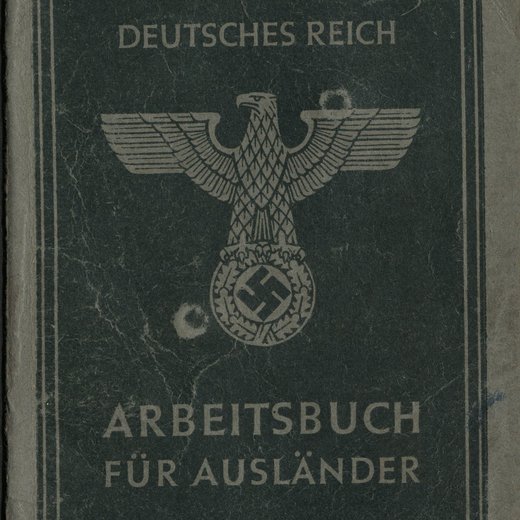 DEUTSCHES REICH
ARBEITSBUCH
FÜR AUSLÄNDER